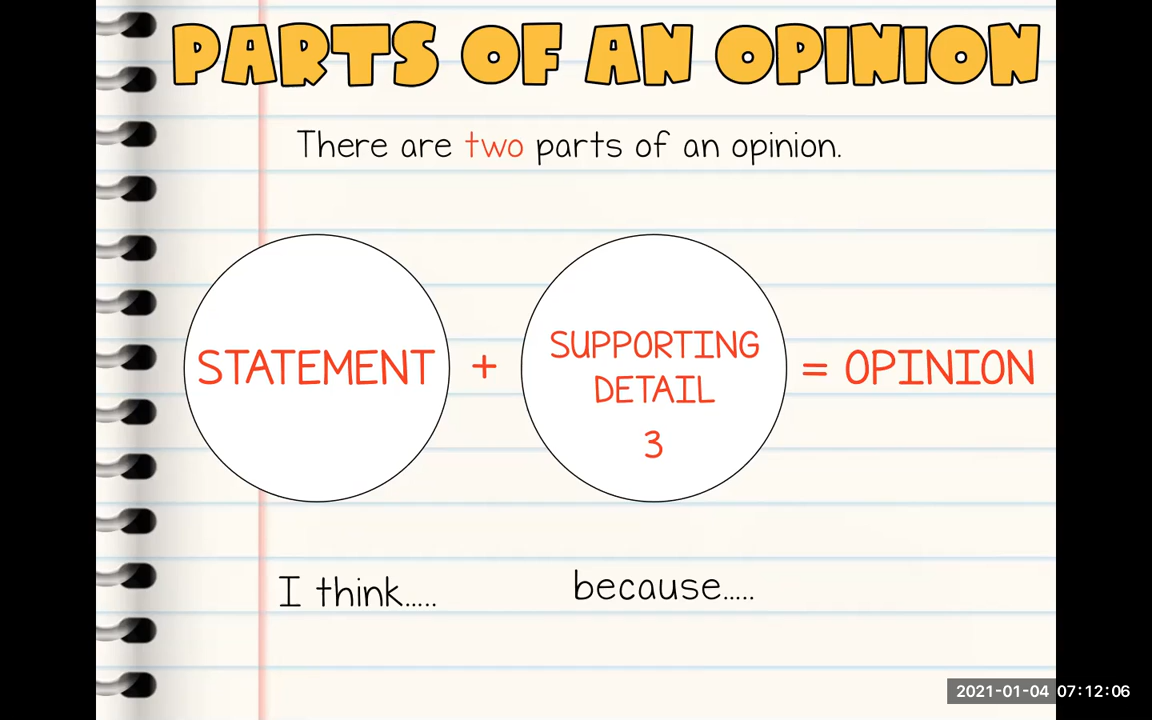 PARTS OF AN OPINION
There are two parts of an opinion.
STATEMENT + SUPPORTING DETAIL 3 = OPINION
I think..... because.....
2021-01-04 07:12:06